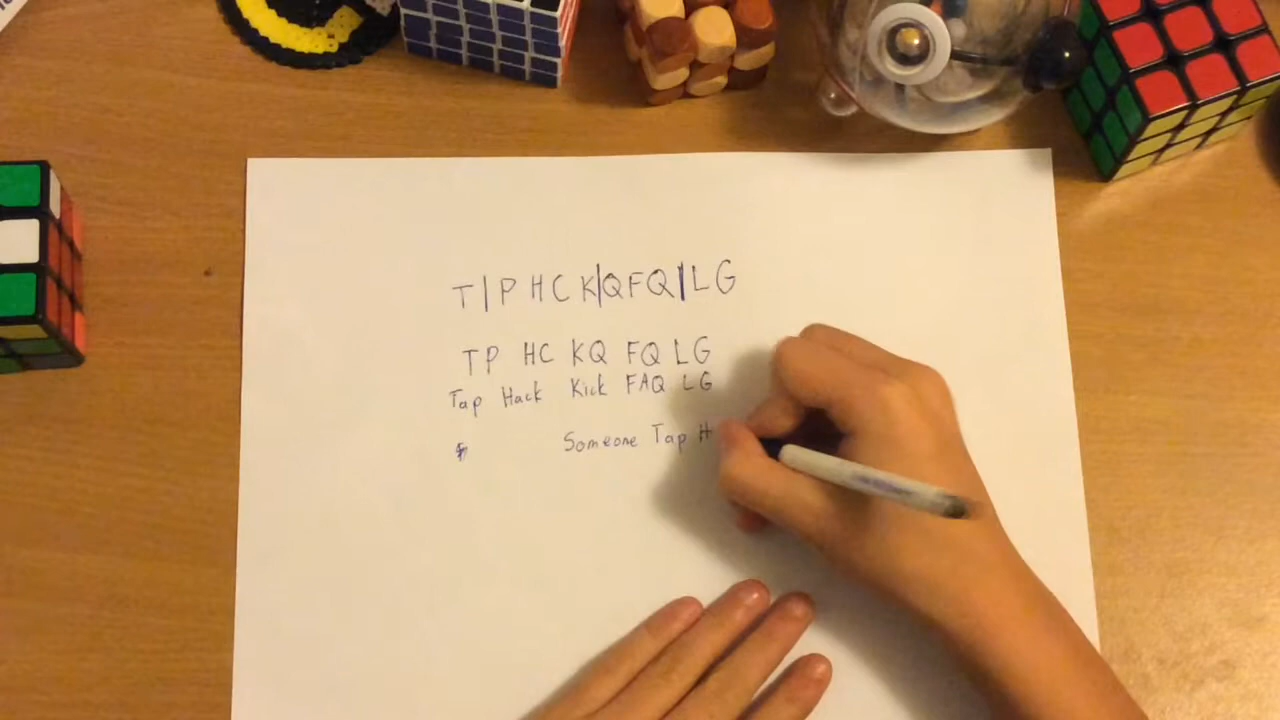 T|PHCK|QFQ|LG
TP HC KQ FQ LG
Tap Hack Kick FAQ LG
Someone Tap H